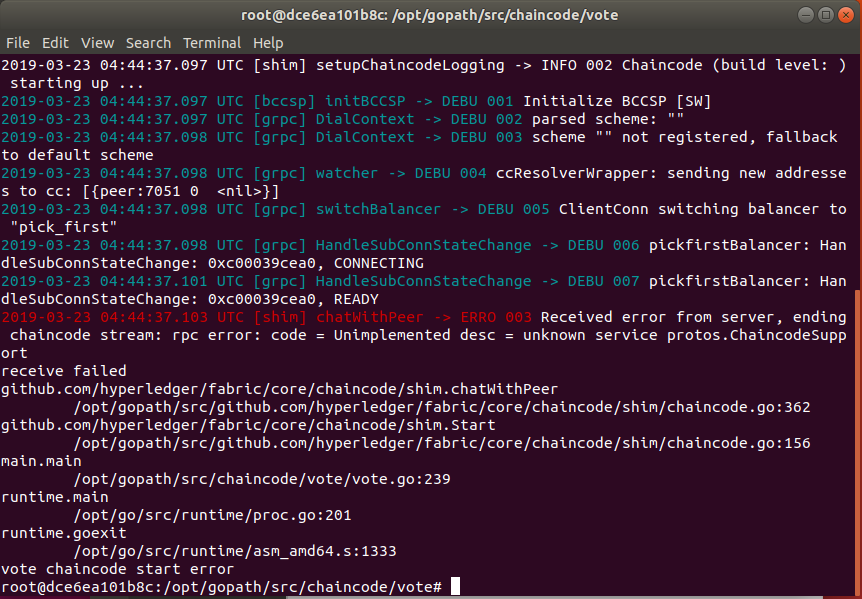 root@dce6ea101b8c: /opt/gopath/src/chaincode/vote
File Edit View Search Terminal Help
2019-03-23 04:44:37.097 UTC [shim] setupChaincodeLogging -> INFO 002 Chaincode (build level: )
 starting up ...
2019-03-23 04:44:37.097 UTC [bccsp] initBCCSP -> DEBU 001 Initialize BCCSP [SW]
2019-03-23 04:44:37.097 UTC [grpc] DialContext -> DEBU 002 parsed scheme: ""
2019-03-23 04:44:37.098 UTC [grpc] DialContext -> DEBU 003 scheme "" not registered, fallback
to default scheme
2019-03-23 04:44:37.098 UTC [grpc] watcher -> DEBU 004 ccResolverWrapper: sending new addresse
s to cc: [{peer:7051 0  <nil>}]
2019-03-23 04:44:37.098 UTC [grpc] switchBalancer -> DEBU 005 ClientConn switching balancer to
 "pick_first"
2019-03-23 04:44:37.098 UTC [grpc] HandleSubConnStateChange -> DEBU 006 pickfirstBalancer: Han
dleSubConnStateChange: 0xc00039cea0, CONNECTING
2019-03-23 04:44:37.101 UTC [grpc] HandleSubConnStateChange -> DEBU 007 pickfirstBalancer: Han
dleSubConnStateChange: 0xc00039cea0, READY
2019-03-23 04:44:37.103 UTC [shim] chatWithPeer -> ERRO 003 Received error from server, ending
 chaincode stream: rpc error: code = Unimplemented desc = unknown service protos.ChaincodeSupp
ort
receive failed
github.com/hyperledger/fabric/core/chaincode/shim.chatWithPeer
        /opt/gopath/src/github.com/hyperledger/fabric/core/chaincode/shim/chaincode.go:362
github.com/hyperledger/fabric/core/chaincode/shim.Start
        /opt/gopath/src/github.com/hyperledger/fabric/core/chaincode/shim/chaincode.go:156
main.main
        /opt/gopath/src/chaincode/vote/vote.go:239
runtime.main
        /opt/go/src/runtime/proc.go:201
runtime.goexit
        /opt/go/src/runtime/asm_amd64.s:1333
vote chaincode start error
root@dce6ea101b8c:/opt/gopath/src/chaincode/vote#